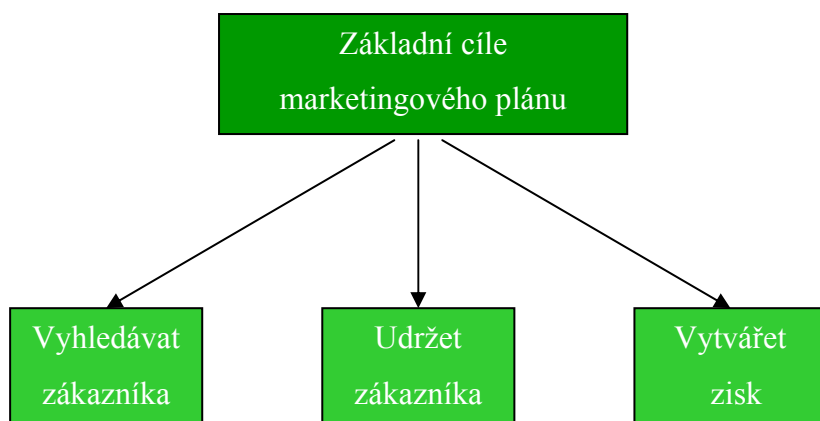 Základní cíle
marketingového plánu
Vyhledávat
zákazníka
Udržet
zákazníka
Vytvářet
zisk